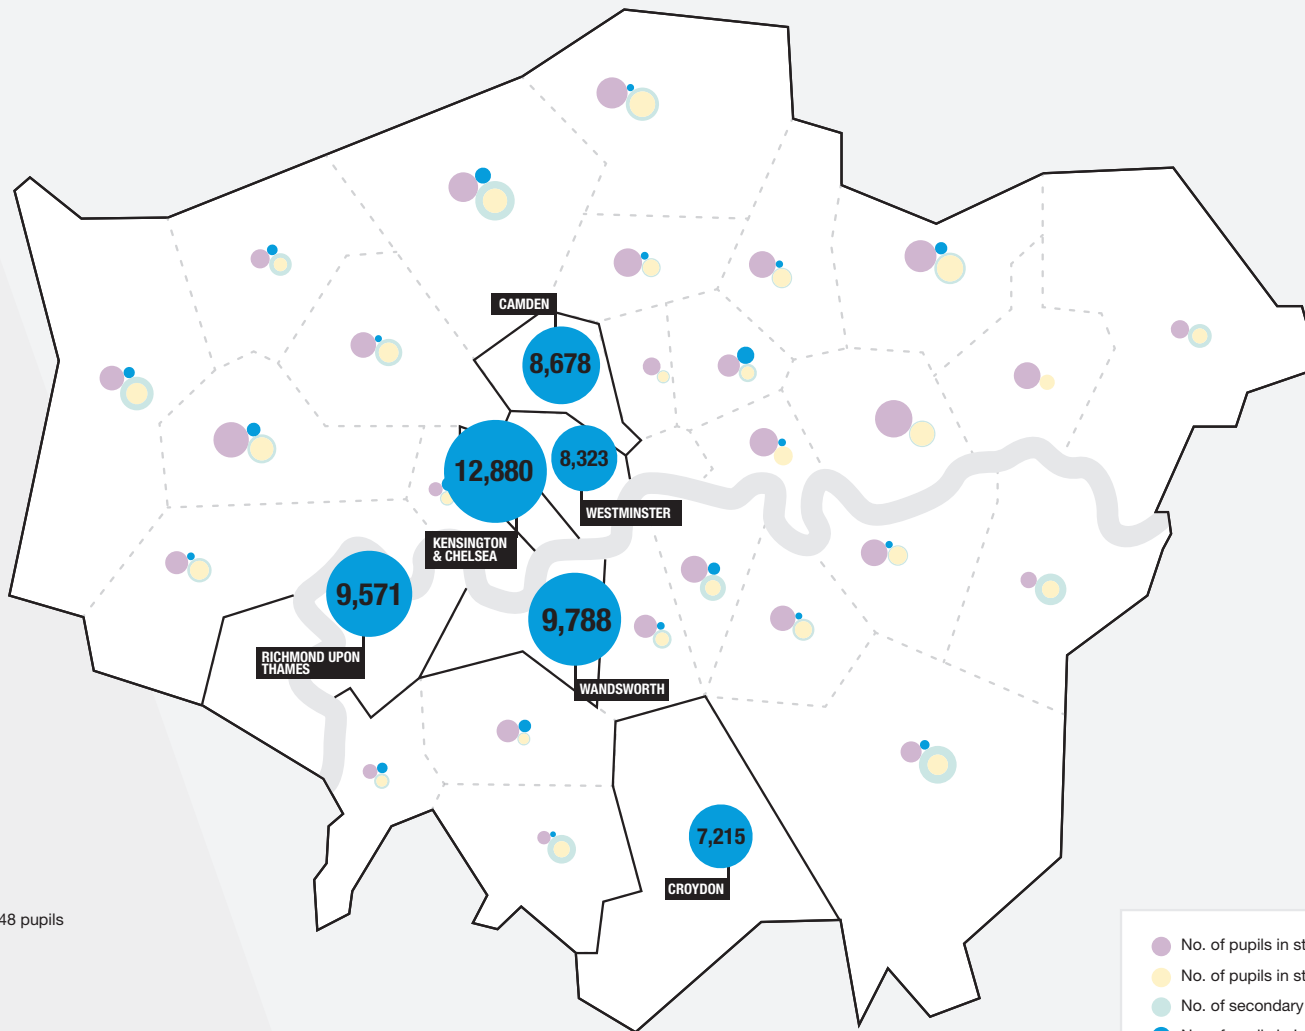 CAMDEN
8,678
12,880
8,323
WESTMINSTER
KENSINGTON
& CHELSEA
9,571
9,788
RICHMOND UPON
THAMES
WANDSWORTH
7,215
CROYDON
48 pupils
No. of pupils in st
No. of pupils in st
No. of secondary